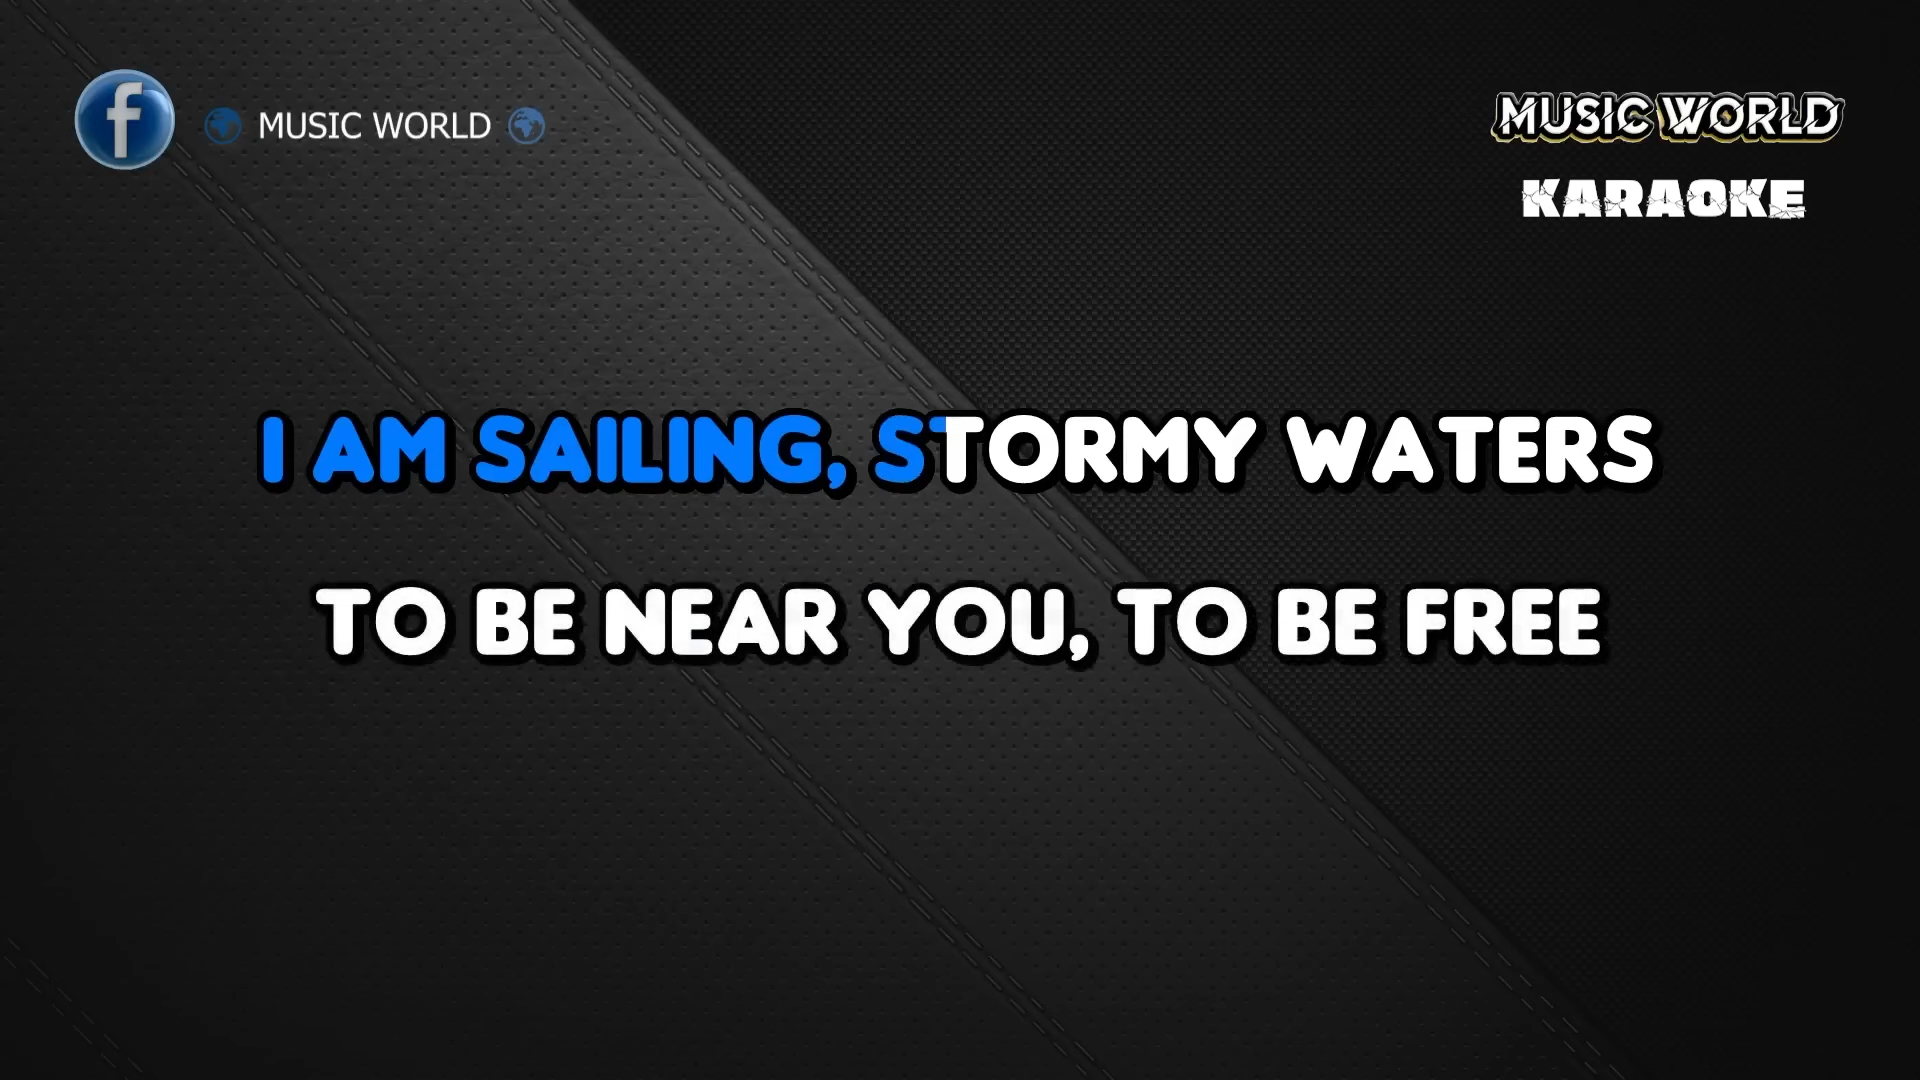 f MUSIC WORLD
MUSIC WORLD
KARAOKE
I AM SAILING, STORMY WATERS
TO BE NEAR YOU, TO BE FREE